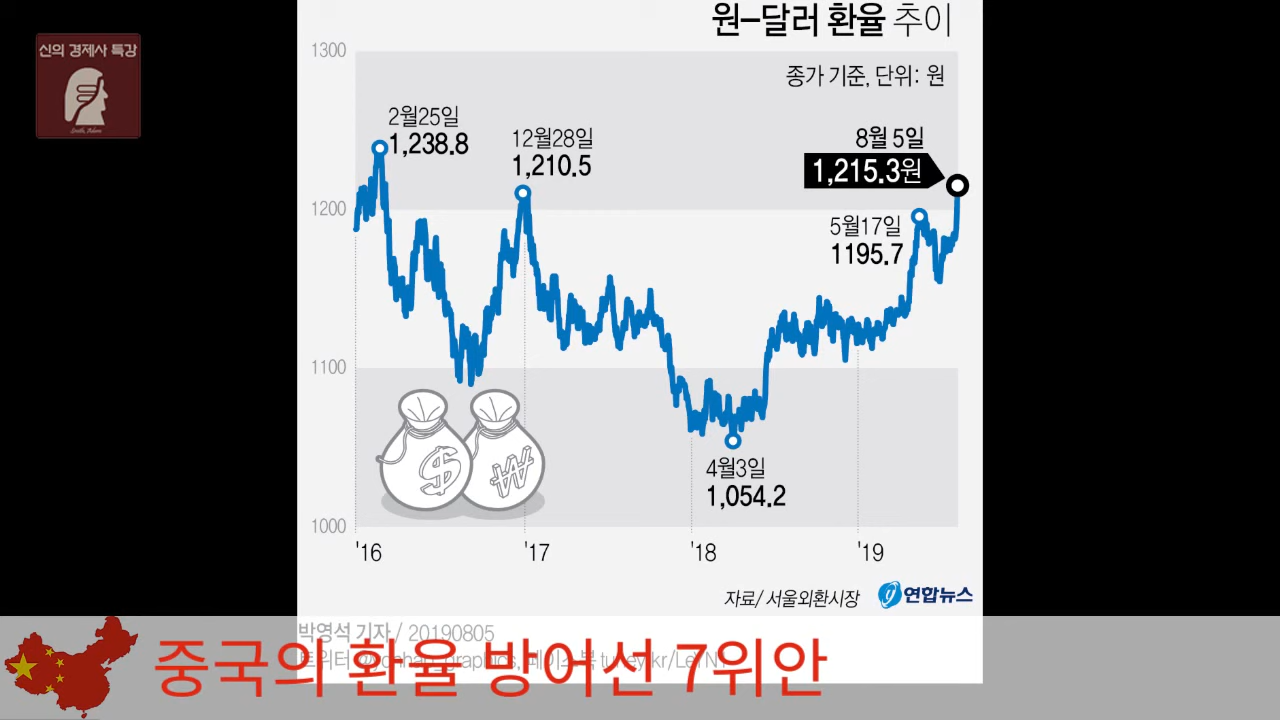 원-달러 환율 추이
신의 경제사 특강
Smith, Adam
종가 기준, 단위: 원
1300
1200
1100
1000
2월25일
1,238.8
12월28일
1,210.5
8월 5일
1,215.3원
5월17일
1195.7
4월3일
1,054.2
$
₩
'16
'17
'18
'19
자료/ 서울외환시장
연합뉴스
박영석 기자 / 20190805
중국의 환율 방어선 7위안